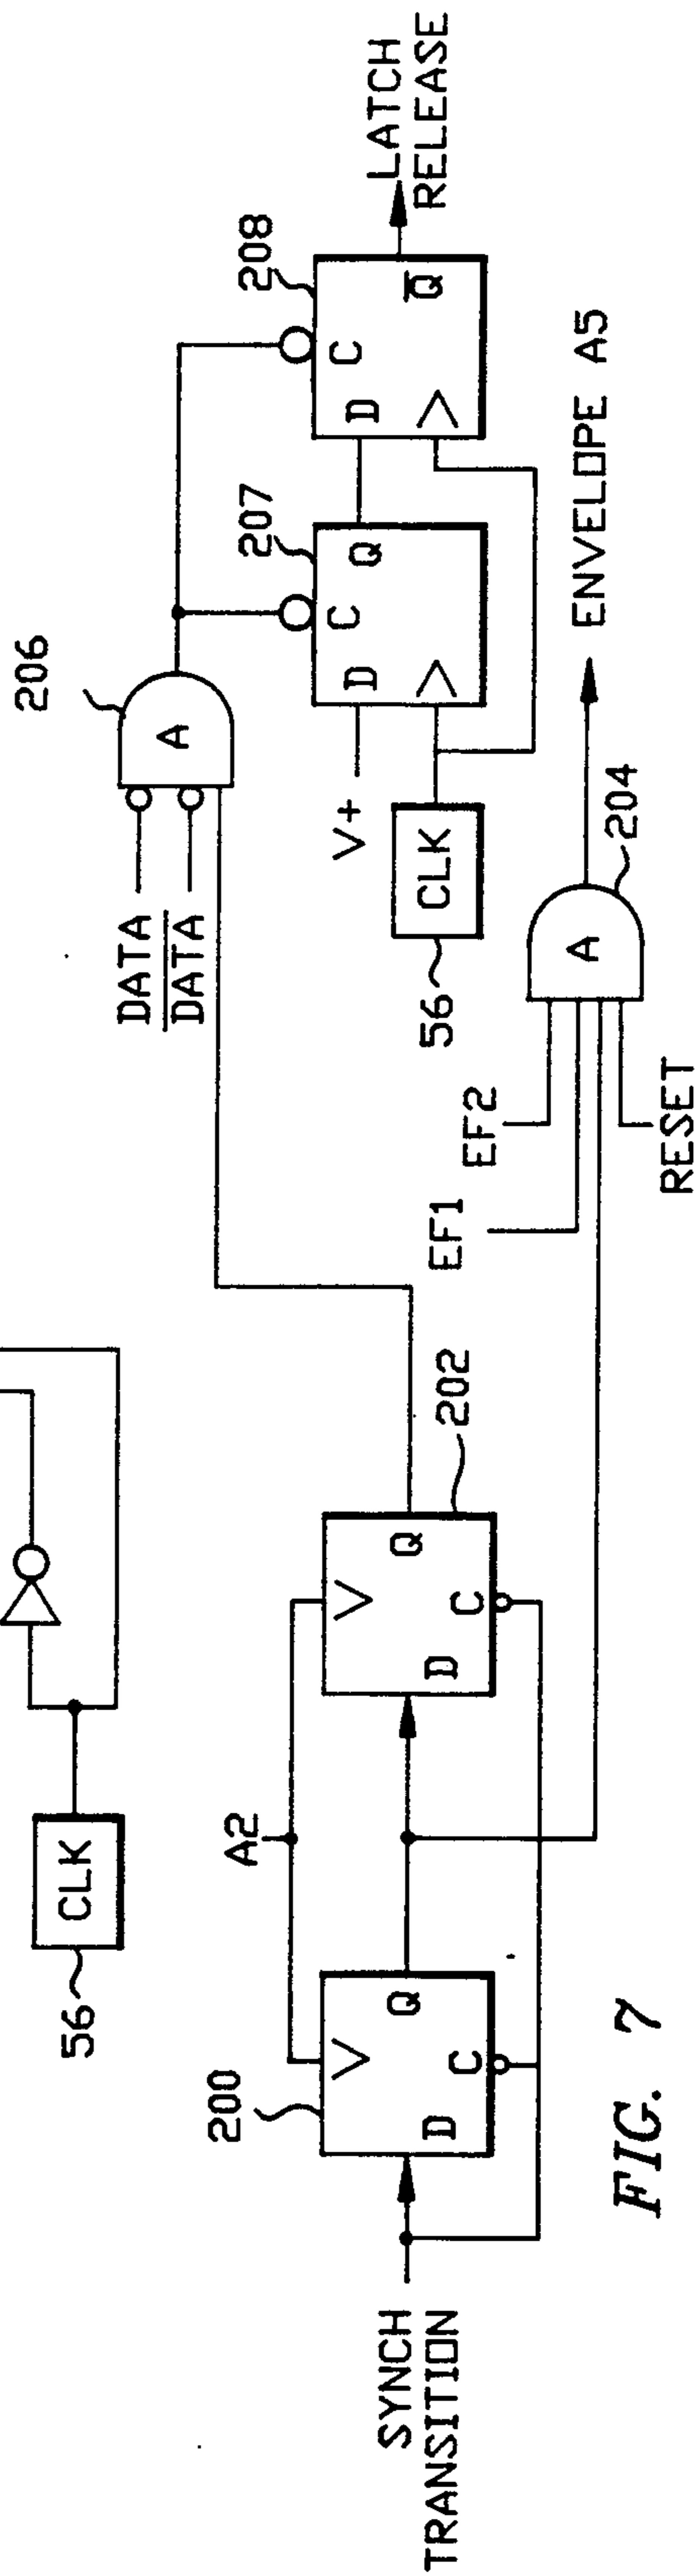 56
CLK
206
DATA
D̅A̅T̅A̅
A
207
208
V+
D
C
Q
D
C
Q̅
LATCH
RELEASE
56
CLK
SYNCH
TRANSITION
200
D
C
Q
A2
202
D
C
Q
EF1
EF2
RESET
A
204
ENVELOPE A5
FIG. 7